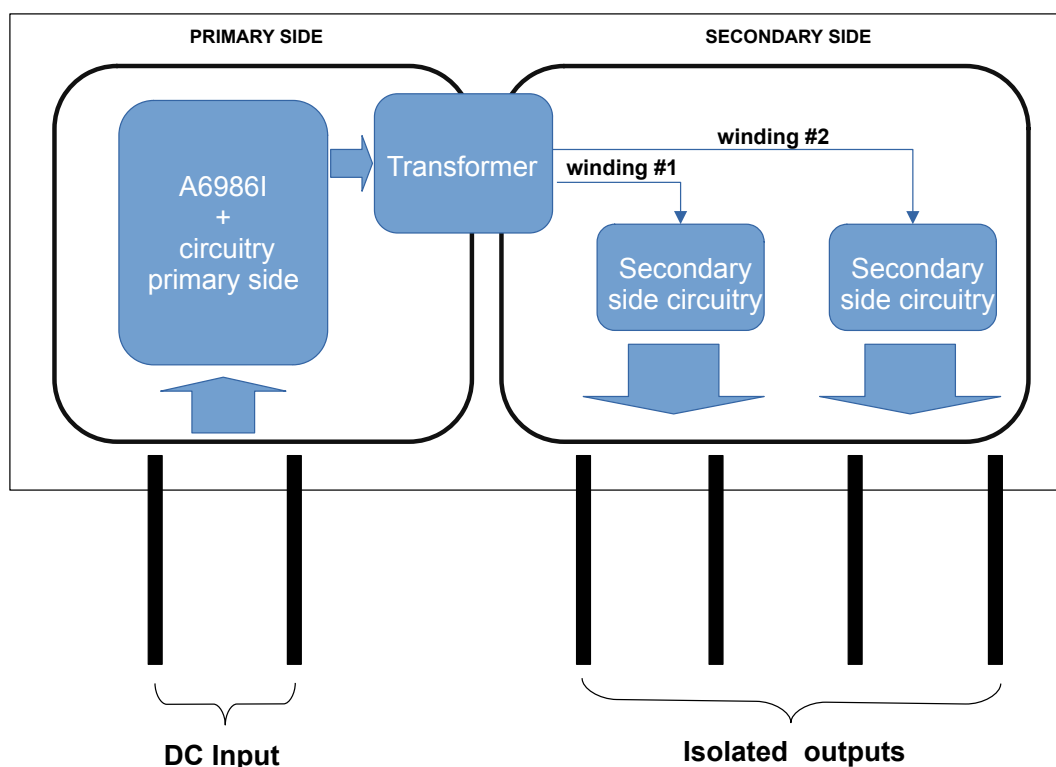 PRIMARY SIDE
SECONDARY SIDE
A6986I
+
circuitry
primary side
Transformer
winding #2
winding #1
Secondary
side circuitry
Secondary
side circuitry
DC Input
Isolated outputs